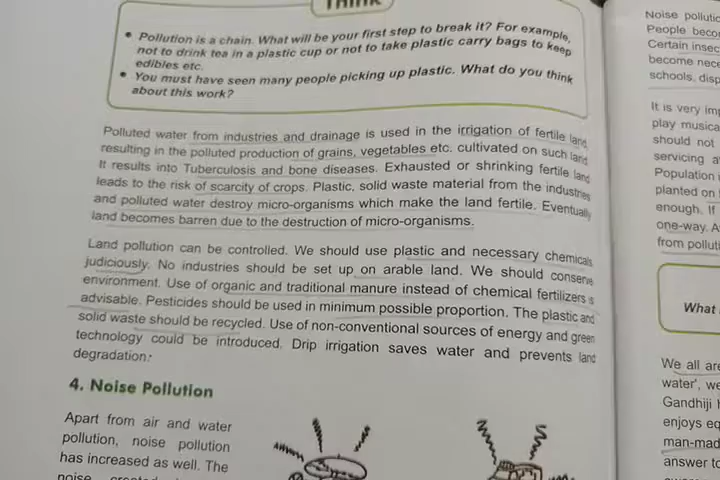 THINK
• Pollution is a chain. What will be your first step to break it? For example,
not to drink tea in a plastic cup or not to take plastic carry bags to keep
edibles etc.
• You must have seen many people picking up plastic. What do you think
about this work?
Polluted water from industries and drainage is used in the irrigation of fertile land
resulting in the polluted production of grains, vegetables etc. cultivated on such land.
It results into Tuberculosis and bone diseases. Exhausted or shrinking fertile land
leads to the risk of scarcity of crops. Plastic, solid waste material from the industries
and polluted water destroy micro-organisms which make the land fertile. Eventually
land becomes barren due to the destruction of micro-organisms.
Land pollution can be controlled. We should use plastic and necessary chemicals
judiciously. No industries should be set up on arable land. We should conserve
environment. Use of organic and traditional manure instead of chemical fertilizers is
advisable. Pesticides should be used in minimum possible proportion. The plastic and
solid waste should be recycled. Use of non-conventional sources of energy and green
technology could be introduced. Drip irrigation saves water and prevents land
degradation.
4. Noise Pollution
Apart from air and water
pollution, noise pollution
has increased as well. The
noise
Noise
People
Certain
become
schools,
It is very
play
should not
servicing
Population
planted on
enough. If
one-way.
from
What
We all are
water', we
Gandhiji
enjoys
man-mad
answer to